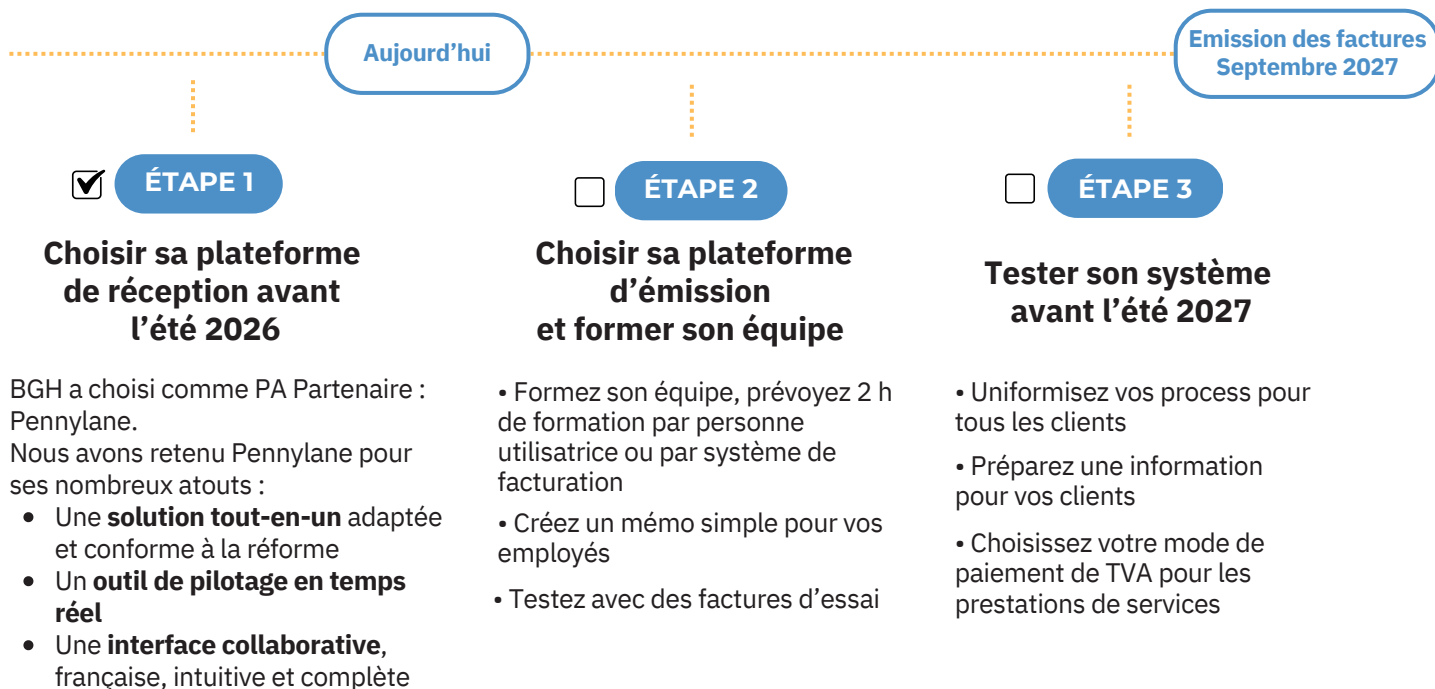 Aujourd’hui
Emission des factures
Septembre 2027
ÉTAPE 1
Choisir sa plateforme
de réception avant
l’été 2026
BGH a choisi comme PA Partenaire :
Pennylane.
Nous avons retenu Pennylane pour
ses nombreux atouts :
• Une solution tout-en-un adaptée
et conforme à la réforme
• Un outil de pilotage en temps
réel
• Une interface collaborative,
française, intuitive et complète
ÉTAPE 2
Choisir sa plateforme
d’émission
et former son équipe
• Formez son équipe, prévoyez 2 h
de formation par personne
utilisatrice ou par système de
facturation
• Créez un mémo simple pour vos
employés
• Testez avec des factures d’essai
ÉTAPE 3
Tester son système
avant l’été 2027
• Uniformisez vos process pour
tous les clients
• Préparez une information
pour vos clients
• Choisissez votre mode de
paiement de TVA pour les
prestations de services